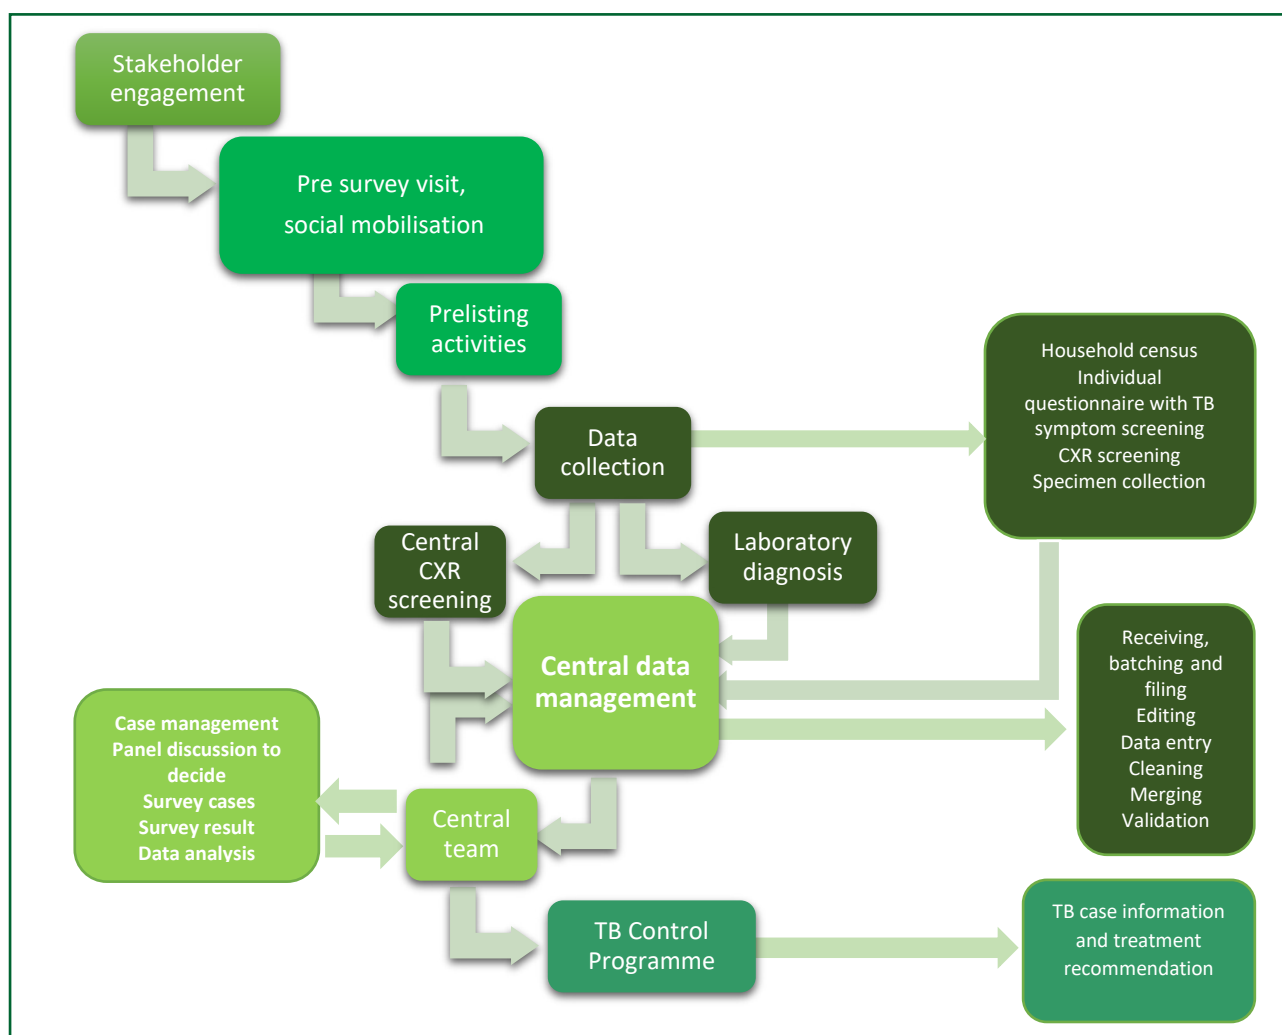 Stakeholder
engagement
Pre survey visit,
social mobilisation
Prelisting
activities
Data
collection
Household census
Individual
questionnaire with TB
symptom screening
CXR screening
Specimen collection
Central
CXR
screening
Laboratory
diagnosis
Central data
management
Receiving,
batching and
filing
Editing
Data entry
Cleaning
Merging
Validation
Case management
Panel discussion to
decide
Survey cases
Survey result
Data analysis
Central
team
TB Control
Programme
TB case information
and treatment
recommendation